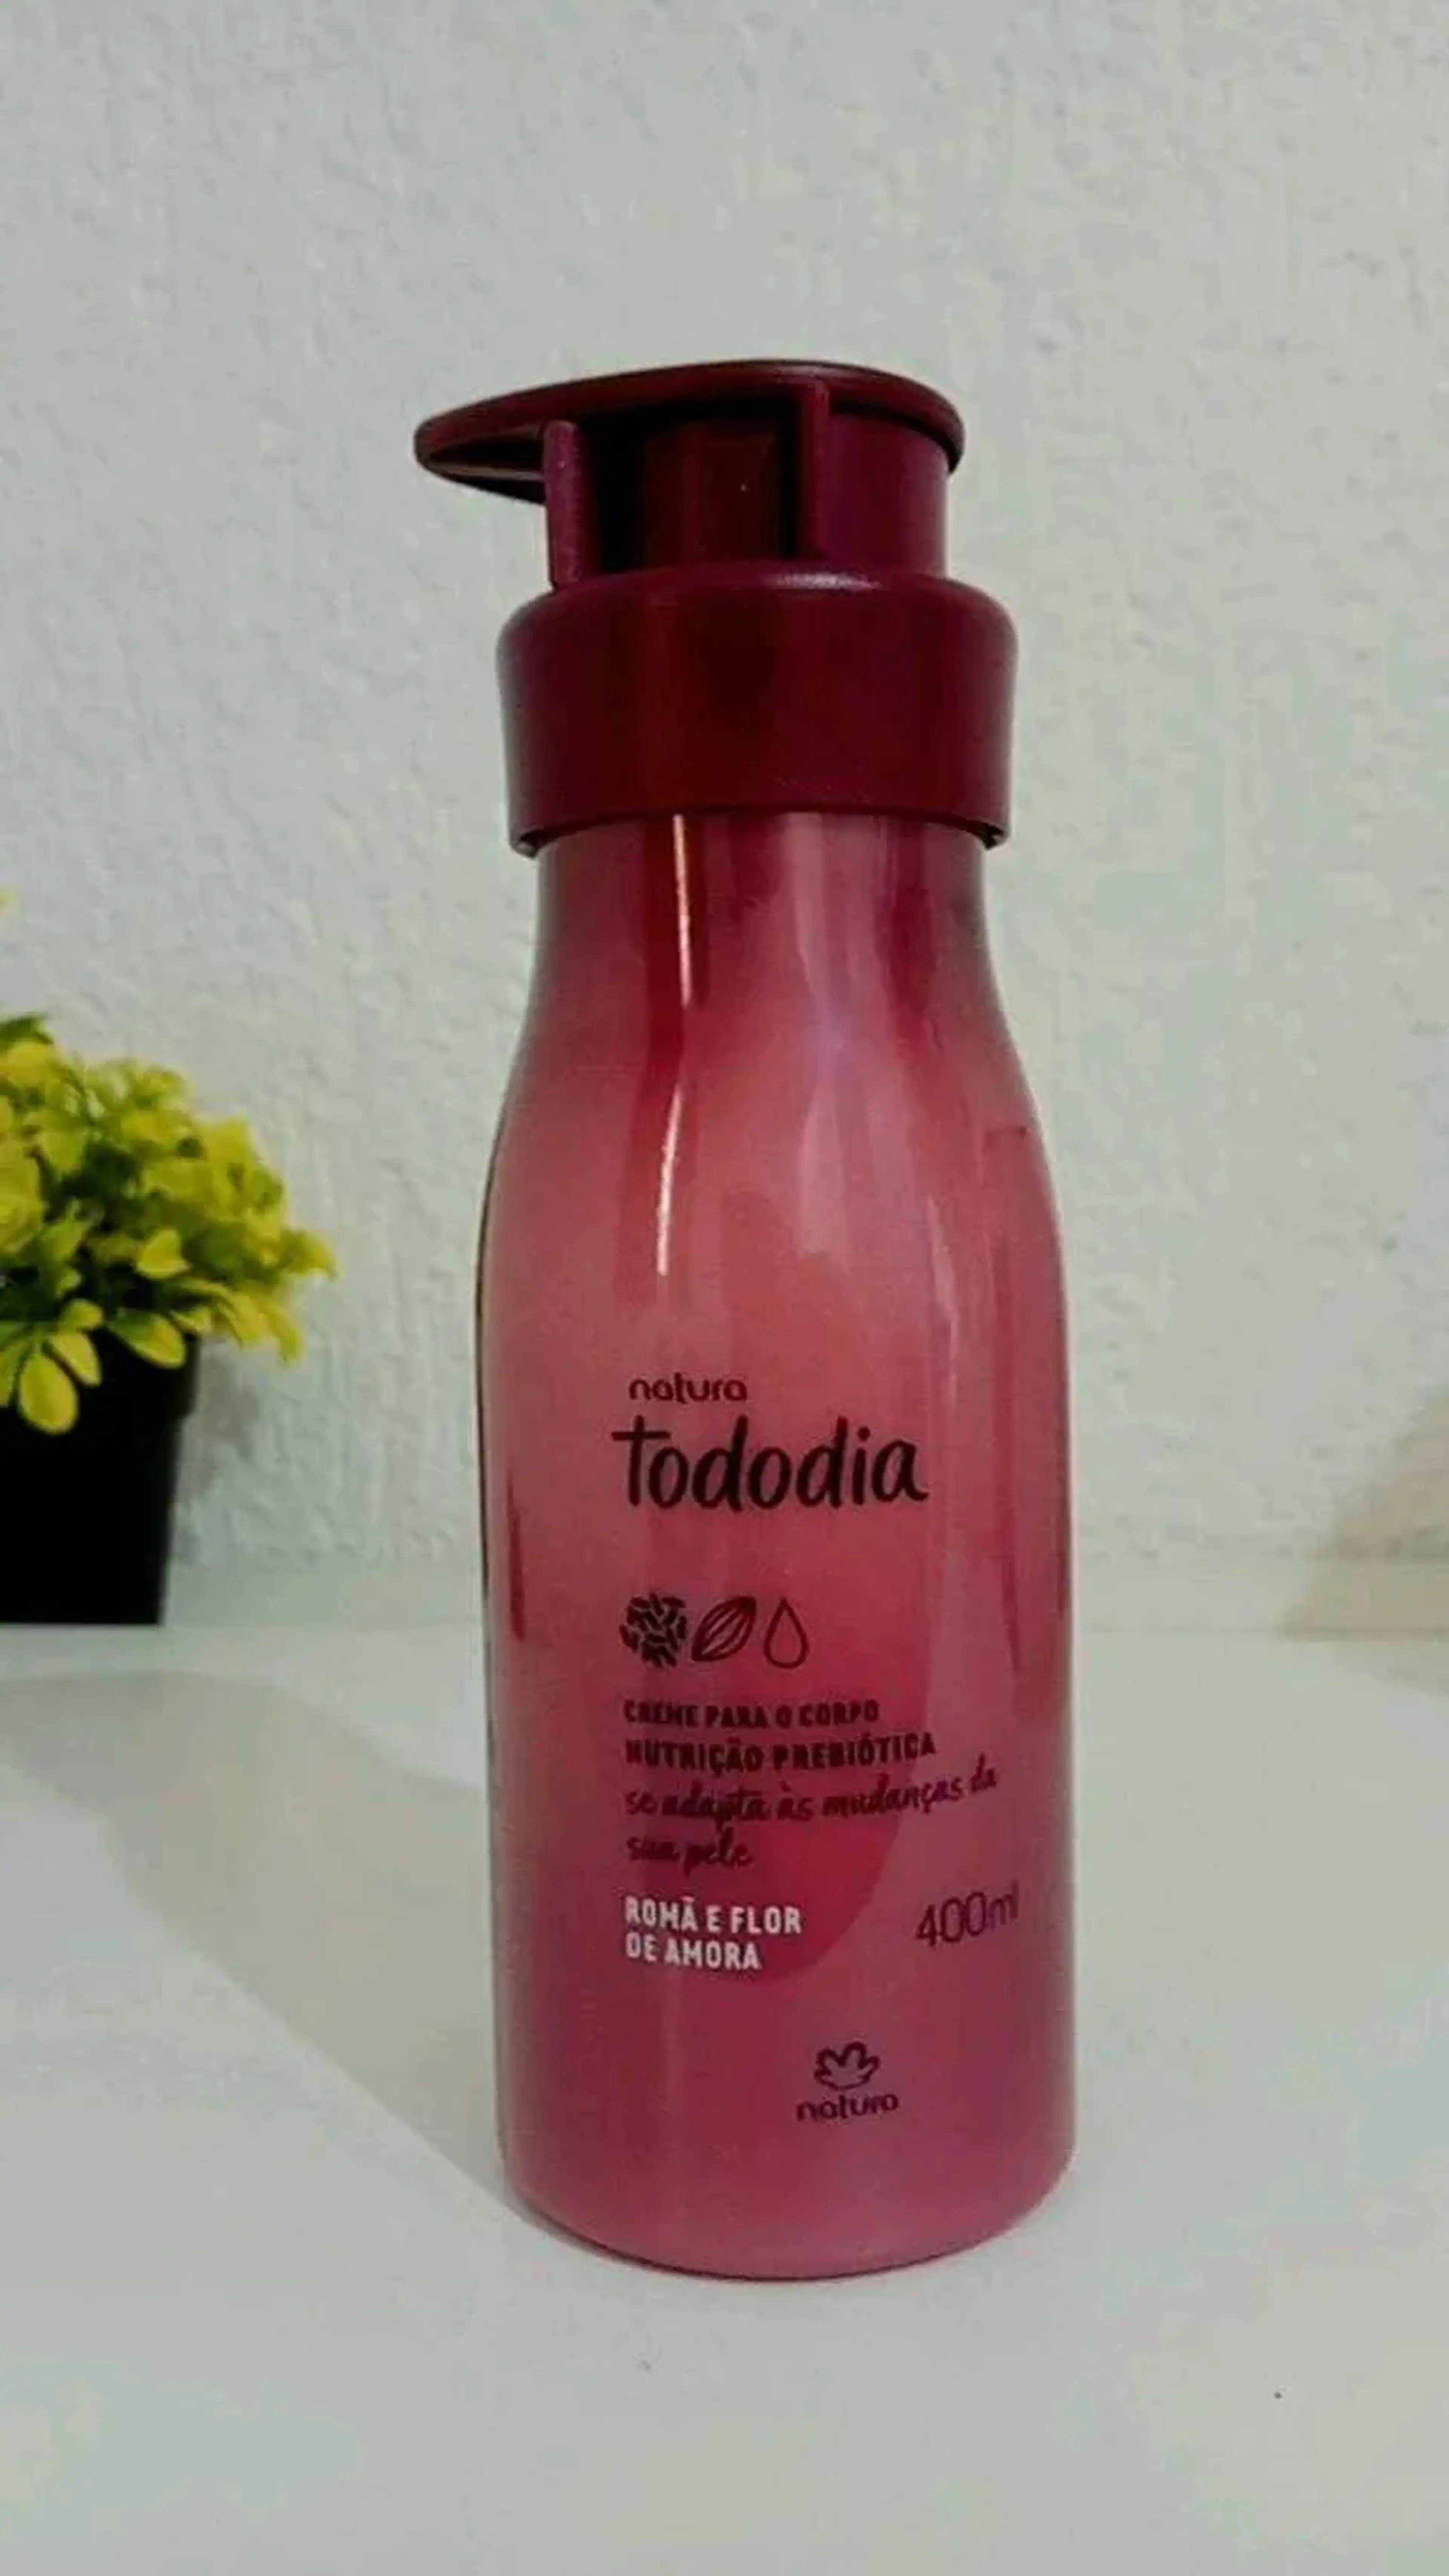 natura
tododia
CREME PARA O CORPO
NUTRIÇÃO PREBIÓTICA
se adapta às mudanças da
sua pele
ROMÃ E FLOR
DE AMORA
400ml
natura